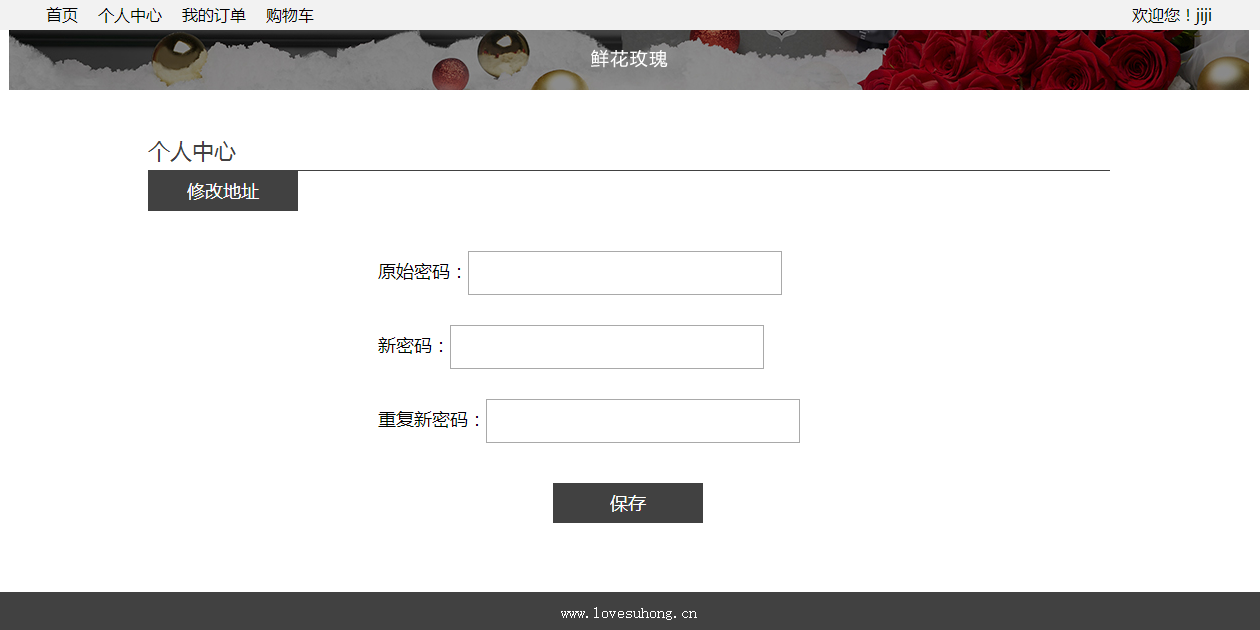 首页 个人中心 我的订单 购物车 欢迎您！jiji
鲜花玫瑰
个人中心
修改地址
原始密码：
新密码：
重复新密码：
保存
www.lovesuhong.cn